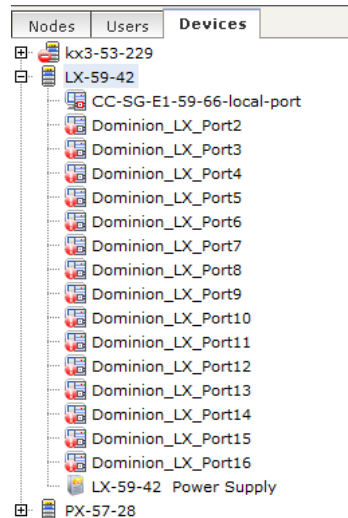 Nodes Users Devices
kx3-53-229
LX-59-42
CC-SG-E1-59-66-local-port
Dominion_LX_Port2
Dominion_LX_Port3
Dominion_LX_Port4
Dominion_LX_Port5
Dominion_LX_Port6
Dominion_LX_Port7
Dominion_LX_Port8
Dominion_LX_Port9
Dominion_LX_Port10
Dominion_LX_Port11
Dominion_LX_Port12
Dominion_LX_Port13
Dominion_LX_Port14
Dominion_LX_Port15
Dominion_LX_Port16
LX-59-42 Power Supply
PX-57-28